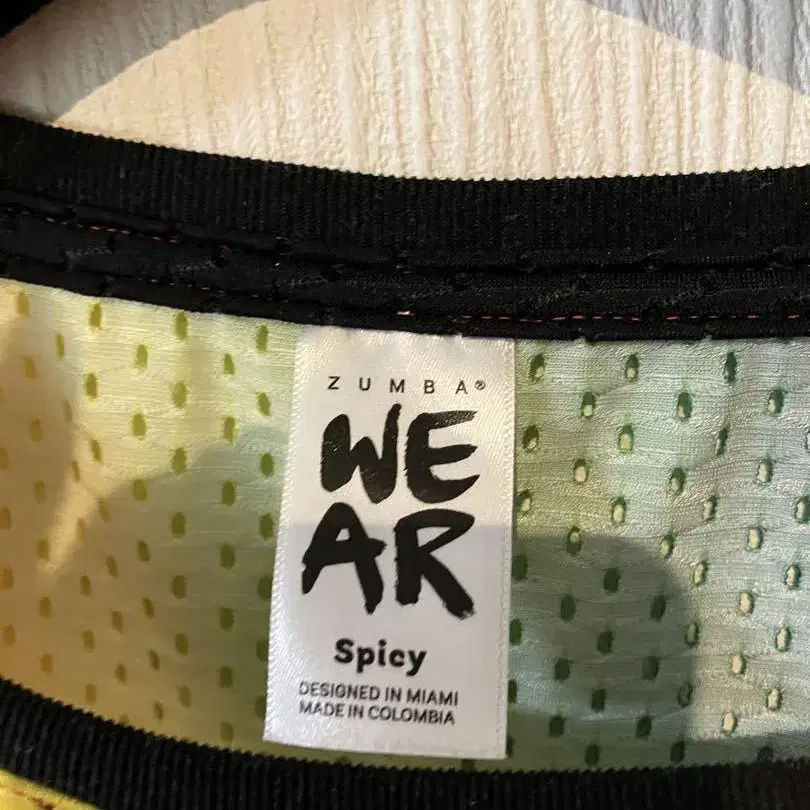 ZUMBA®
WE
AR
Spicy
DESIGNED IN MIAMI
MADE IN COLOMBIA